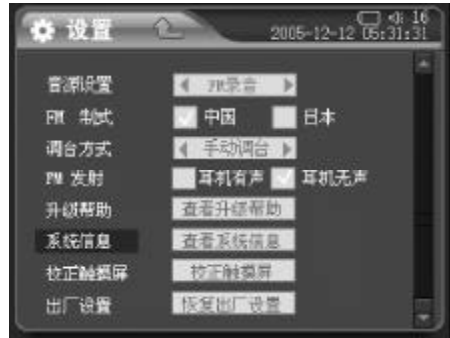 设置 16
2005-12-12 05:31:31
音源设置 FM录音
FM 制式 中国 日本
调台方式 手动调台
FM 发射 耳机有声 耳机无声
升级帮助 查看升级帮助
系统信息 查看系统信息
校正触摸屏 校正触摸屏
出厂设置 恢复出厂设置